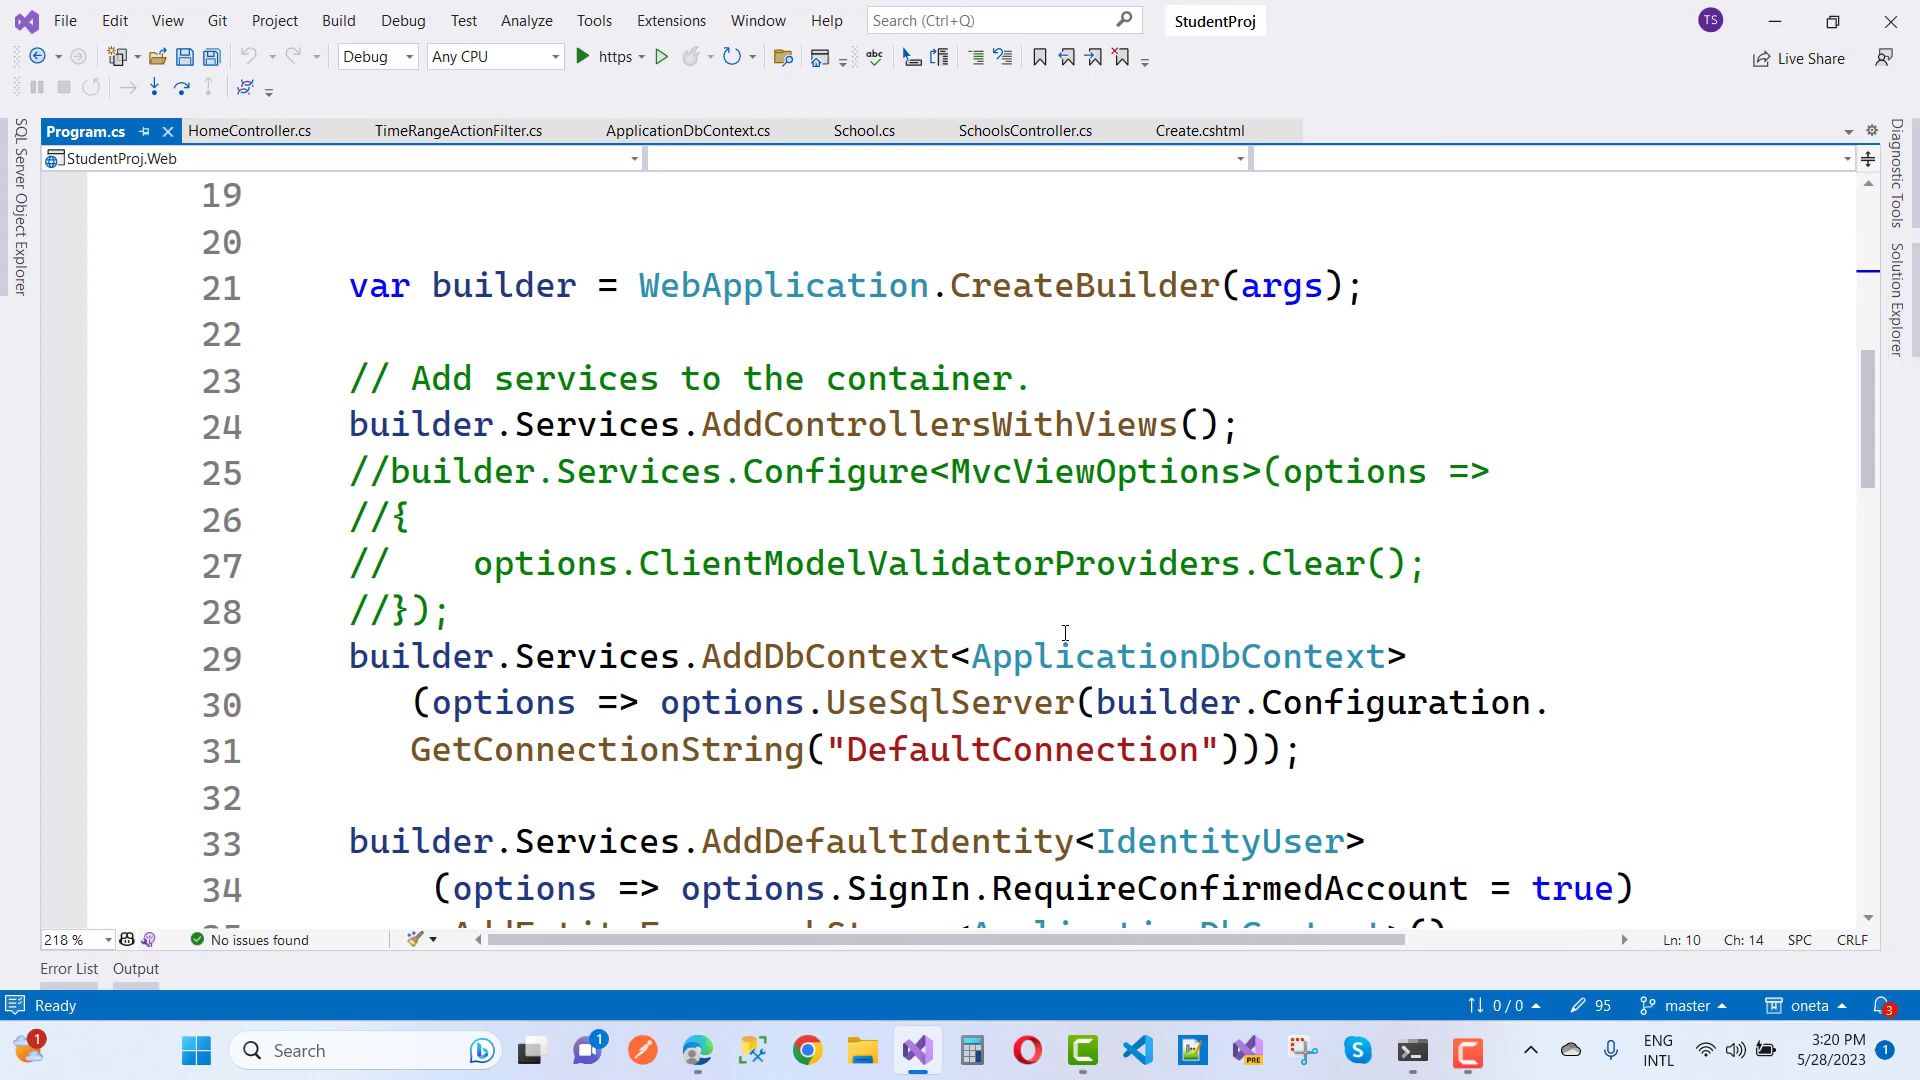 File Edit View Git Project Build Debug Test Analyze Tools Extensions Window Help Search (Ctrl+Q) StudentProj TS
Debug Any CPU https Live Share
Program.cs HomeController.cs TimeRangeActionFilter.cs ApplicationDbContext.cs School.cs SchoolsController.cs Create.cshtml
StudentProj.Web
SQL Server Object Explorer
Diagnostic Tools
Solution Explorer
19
20
21 var builder = WebApplication.CreateBuilder(args);
22
23 // Add services to the container.
24 builder.Services.AddControllersWithViews();
25 //builder.Services.Configure<MvcViewOptions>(options =>
26 //{
27 // options.ClientModelValidatorProviders.Clear();
28 //});
29 builder.Services.AddDbContext<ApplicationDbContext>
30 (options => options.UseSqlServer(builder.Configuration.
31 GetConnectionString("DefaultConnection")));
32
33 builder.Services.AddDefaultIdentity<IdentityUser>
34 (options => options.SignIn.RequireConfirmedAccount = true)
218 % No issues found Ln: 10 Ch: 14 SPC CRLF
Error List Output
Ready 0 / 0 95 master oneta 3
1 Search 1 PRE ENG INTL 3:20 PM 5/28/2023 1